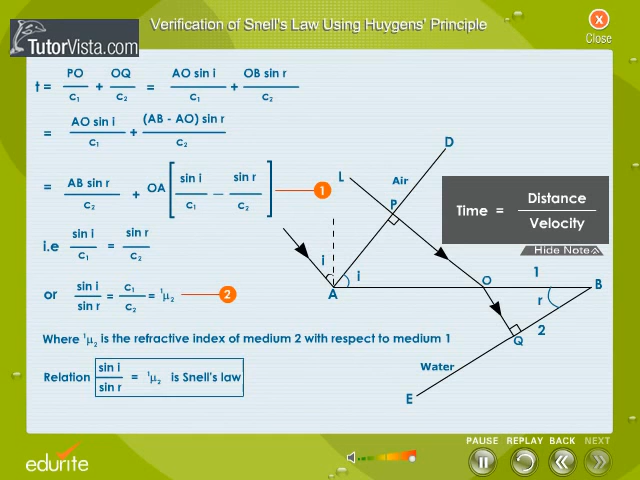 Verification of Snell's Law Using Huygens' Principle
Close
TutorVista.com
t = PO/c₁ + OQ/c₂ = AO sin i/c₁ + OB sin r/c₂
= AO sin i/c₁ + (AB - AO) sin r/c₂
= AB sin r/c₂ + OA [sin i/c₁ − sin r/c₂] 1
i.e sin i/c₁ = sin r/c₂
or sin i/sin r = c₁/c₂ = ¹μ₂ 2
Where ¹μ₂ is the refractive index of medium 2 with respect to medium 1
Relation sin i/sin r = ¹μ₂ is Snell's law
D
L
Air
P
Time = Distance/Velocity
Hide Note
i
i
A
O
1
B
r
2
Q
Water
E
PAUSE REPLAY BACK NEXT
edurite